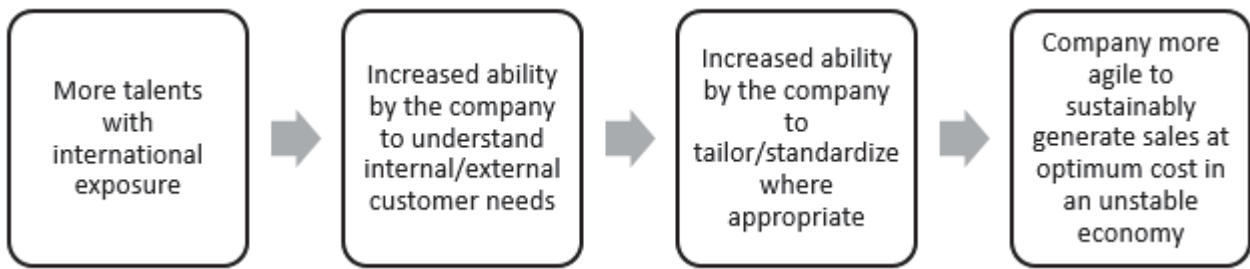 More talents
with
international
exposure
Increased ability
by the company
to understand
internal/external
customer needs
Increased ability
by the company
to
tailor/standardize
where
appropriate
Company more
agile to
sustainably
generate sales at
optimum cost in
an unstable
economy